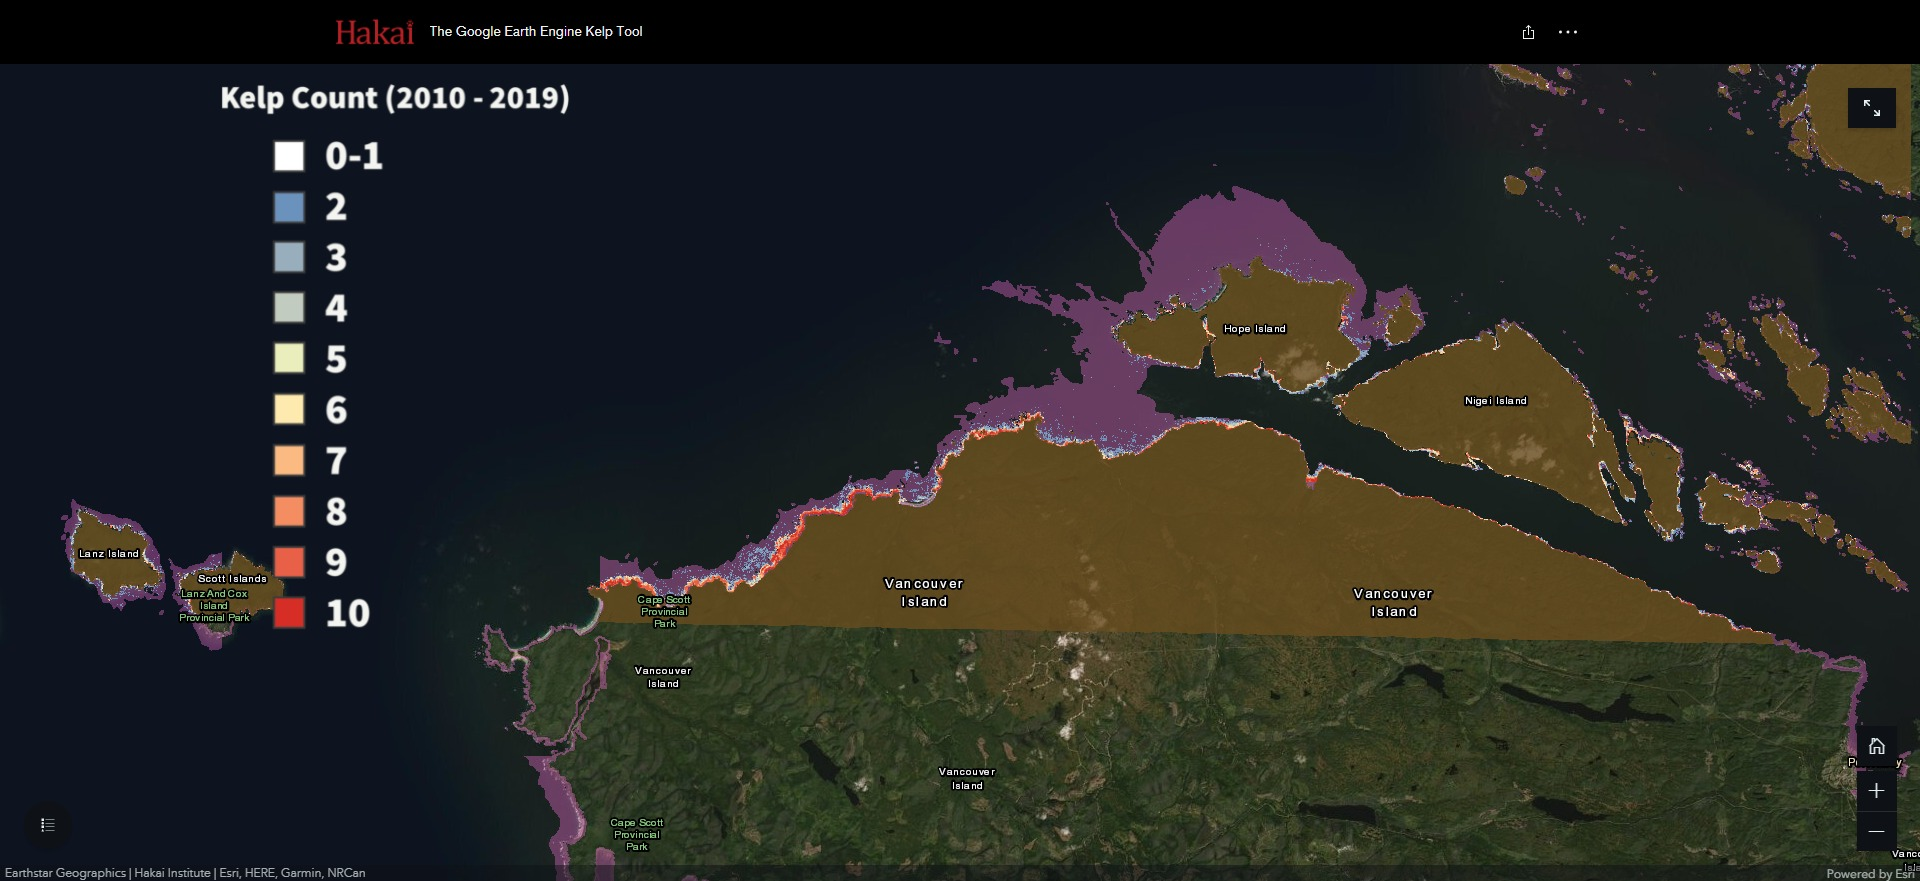 Hakai The Google Earth Engine Kelp Tool
Kelp Count (2010 - 2019)
0-1
2
3
4
5
6
7
8
9
10
Hope Island
Nigei Island
Lanz Island
Scott Islands
Lanz And Cox
Island
Provincial Park
Cape Scott
Provincial
Park
Vancouver
Island
Vancouver
Island
Vancouver
Island
Vancouver
Island
Cape Scott
Provincial
Park
Earthstar Geographics | Hakai Institute | Esri, HERE, Garmin, NRCan
Powered by Esri